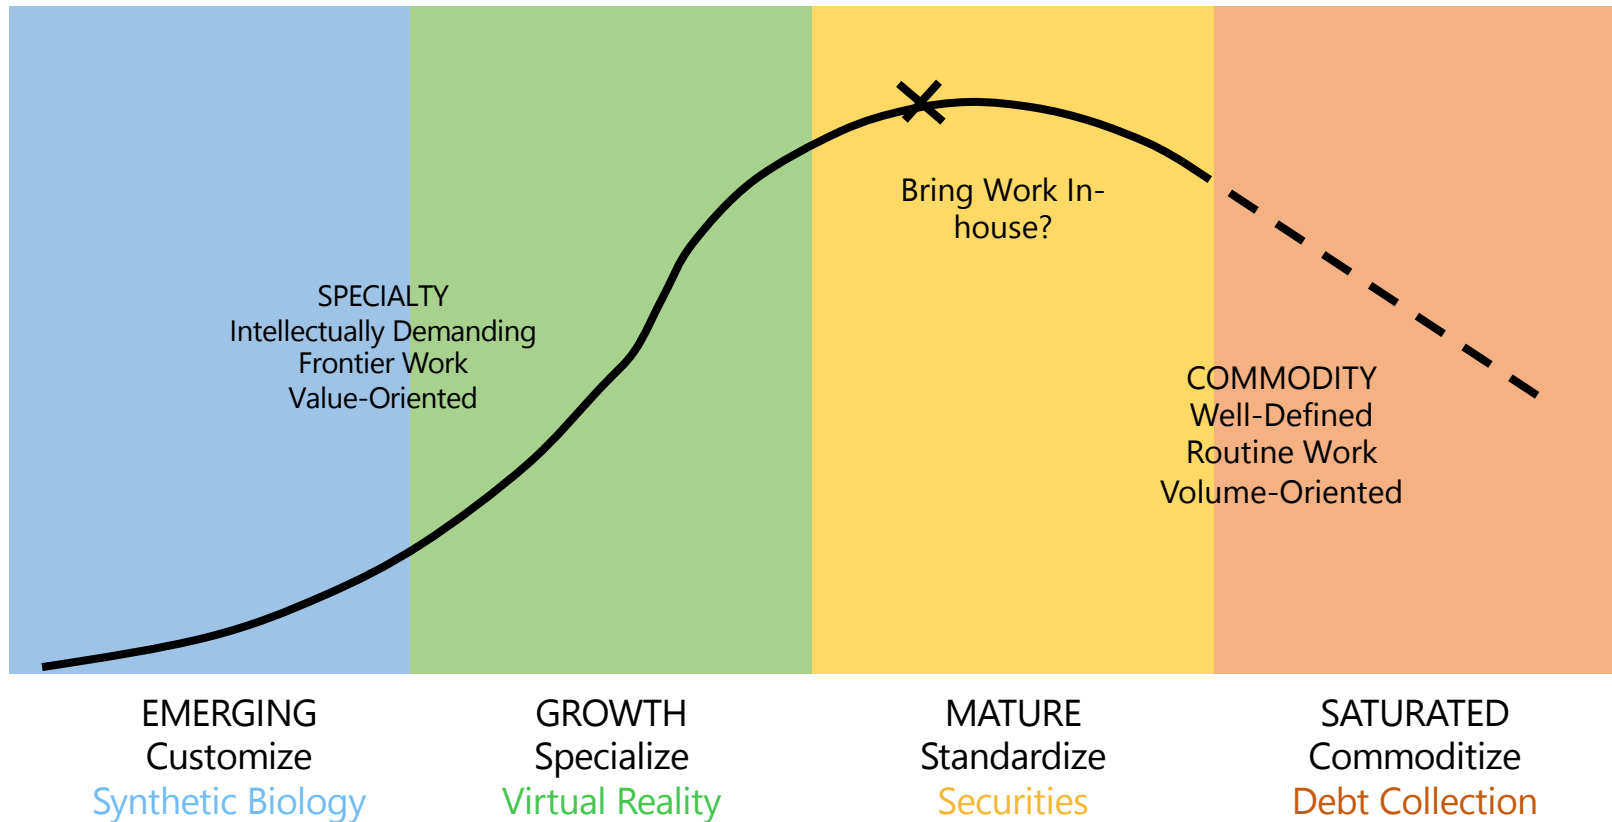 Bring Work In-
house?
SPECIALTY
Intellectually Demanding
Frontier Work
Value-Oriented
COMMODITY
Well-Defined
Routine Work
Volume-Oriented
EMERGING
Customize
Synthetic Biology
GROWTH
Specialize
Virtual Reality
MATURE
Standardize
Securities
SATURATED
Commoditize
Debt Collection